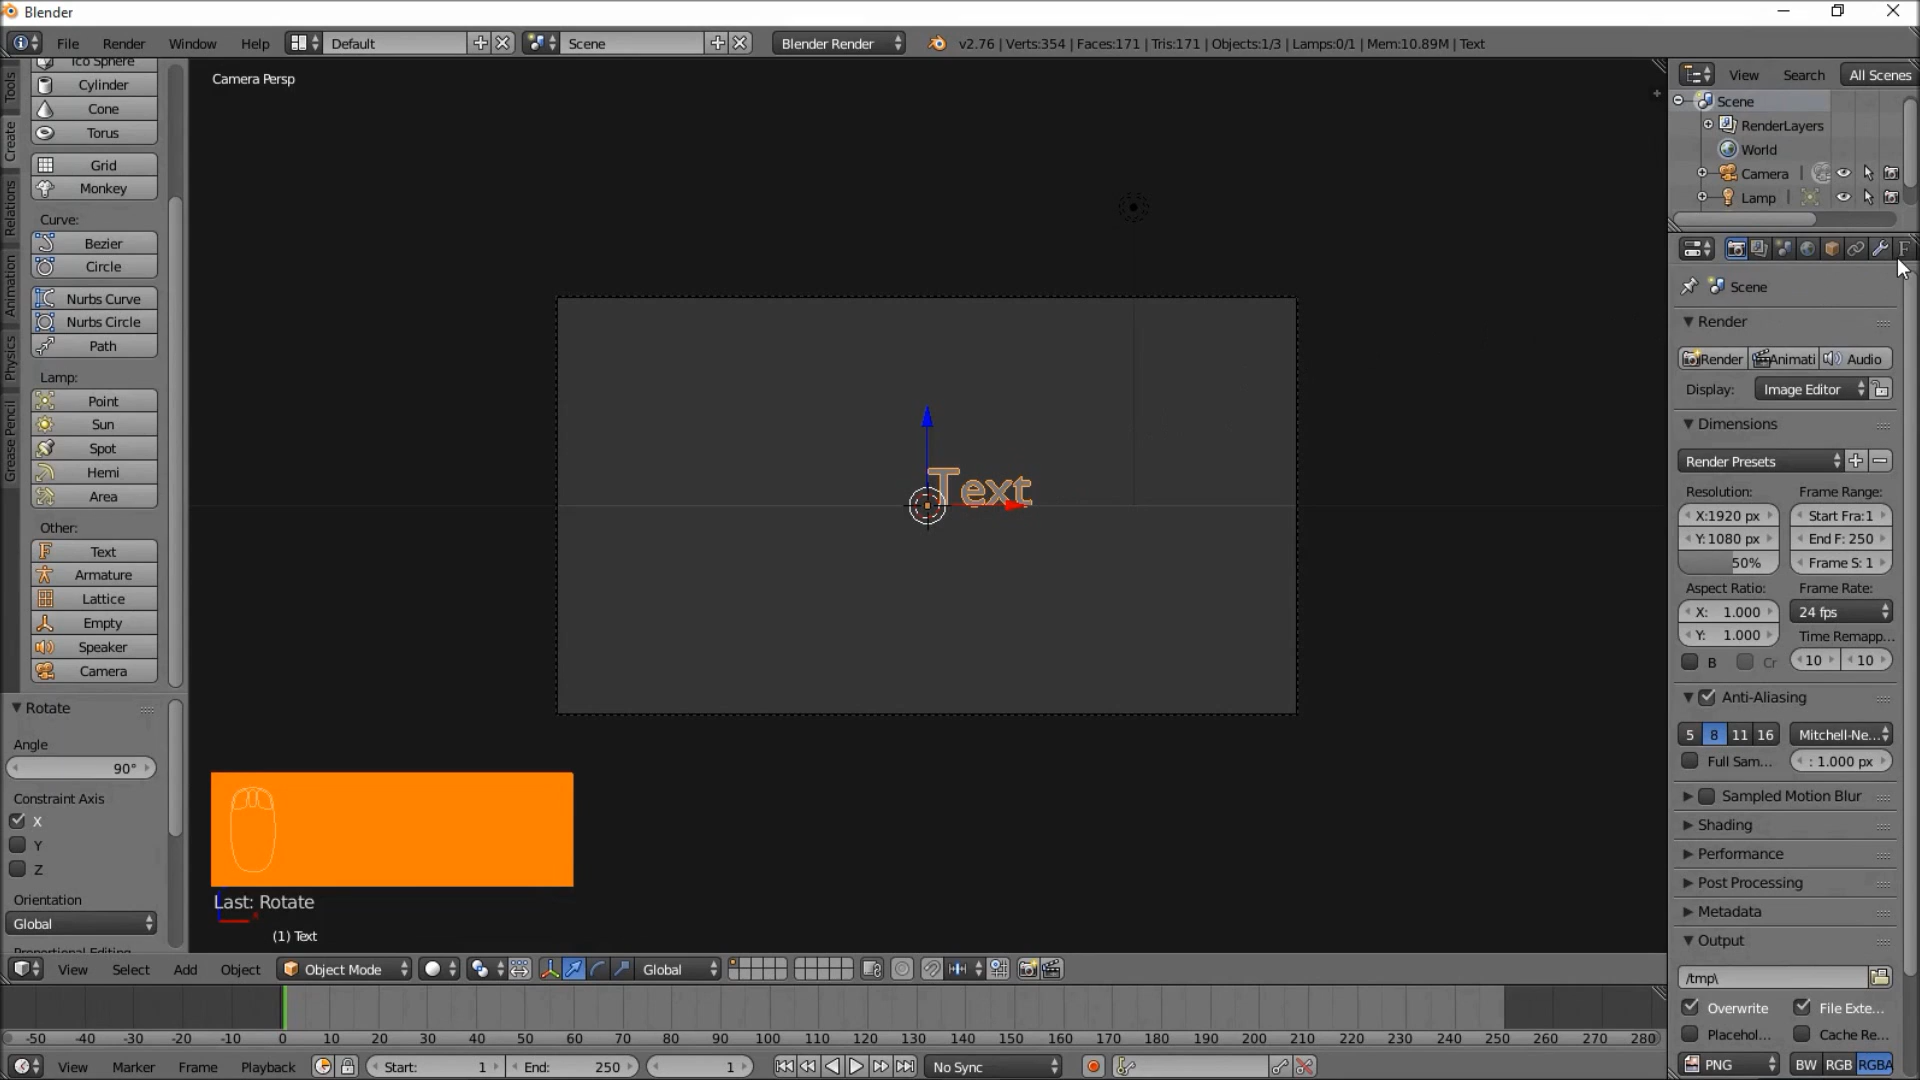 Blender
File Render Window Help Default Scene Blender Render v2.76 | Verts:354 | Faces:171 | Tris:171 | Objects:1/3 | Lamps:0/1 | Mem:10.89M | Text
Tools
Create
Relations
Animation
Physics
Grease Pencil
Ico Sphere
Cylinder
Cone
Torus
Grid
Monkey
Curve:
Bezier
Circle
Nurbs Curve
Nurbs Circle
Path
Lamp:
Point
Sun
Spot
Hemi
Area
Other:
Text
Armature
Lattice
Empty
Speaker
Camera
Rotate
Angle
90°
Constraint Axis
X
Y
Z
Orientation
Global
Proportional Editing
Camera Persp
Text
Last: Rotate
(1) Text
View Select Add Object Object Mode Global
-50 -40 -30 -20 -10 0 10 20 30 40 50 60 70 80 90 100 110 120 130 140 150 160 170 180 190 200 210 220 230 240 250 260 270 280
View Marker Frame Playback Start: 1 End: 250 1 No Sync
View Search All Scenes
Scene
RenderLayers
World
Camera
Lamp
Scene
Render
Render Animati Audio
Display: Image Editor
Dimensions
Render Presets
Resolution: Frame Range:
X:1920 px Start Fra:1
Y:1080 px End F: 250
50% Frame S: 1
Aspect Ratio: Frame Rate:
X: 1.000 24 fps
Y: 1.000 Time Remapp...
B Cr 10 10
Anti-Aliasing
5 8 11 16 Mitchell-Ne...
Full Sam... : 1.000 px
Sampled Motion Blur
Shading
Performance
Post Processing
Metadata
Output
/tmp\
Overwrite File Exte...
Placehol... Cache Re...
PNG BW RGB RGBA